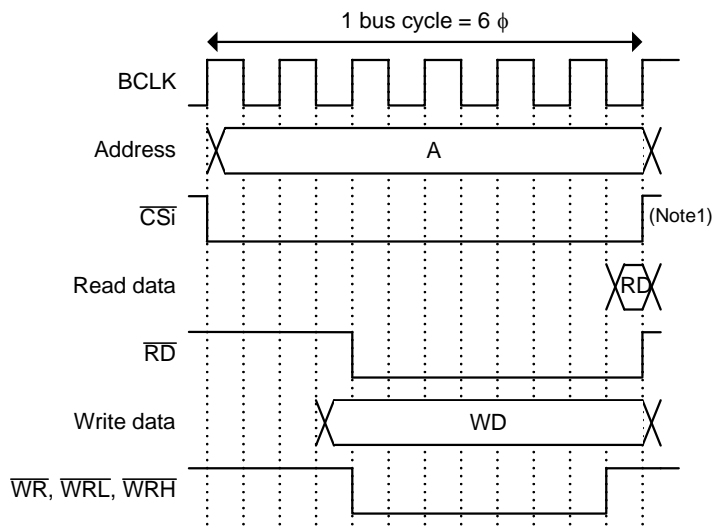 1 bus cycle = 6 ϕ
BCLK
Address
A
CSi
(Note1)
Read data
RD
RD
Write data
WD
WR, WRL, WRH